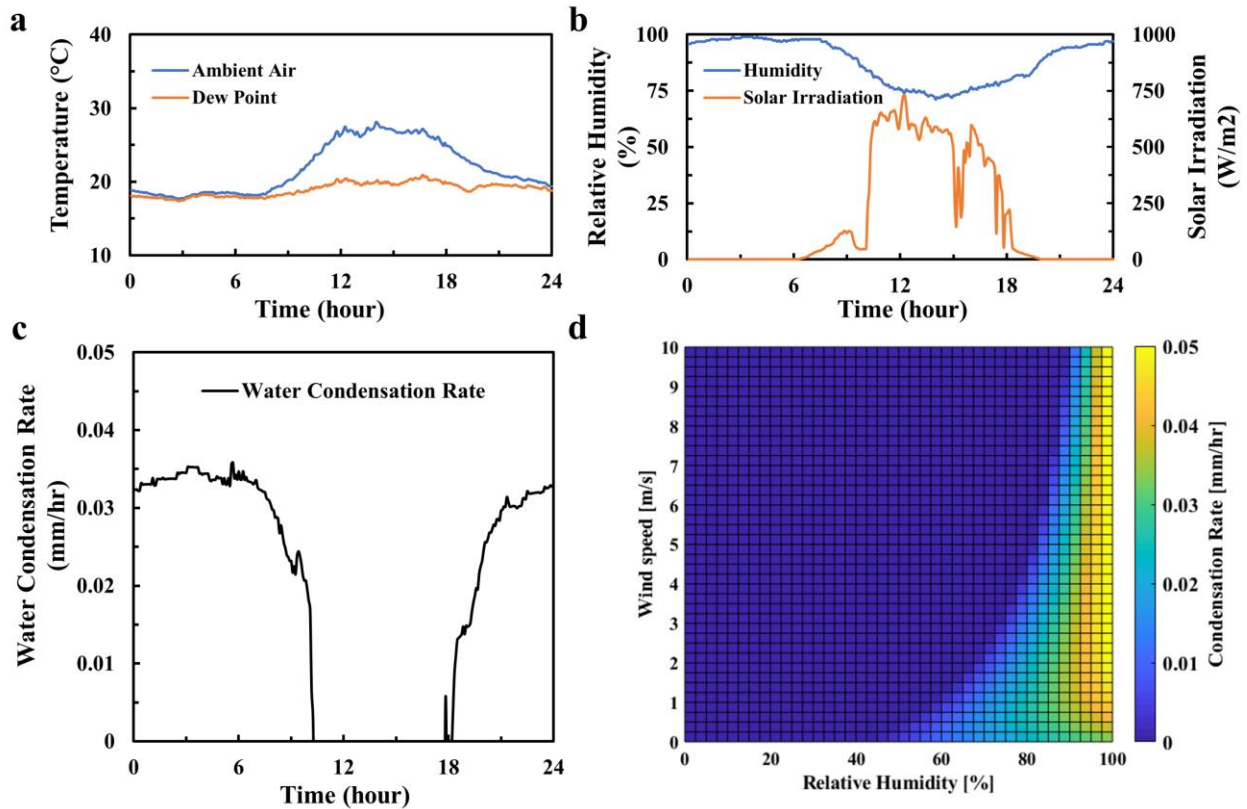 a
40
30
20
10
Temperature (°C)
Ambient Air
Dew Point
0 6 12 18 24
Time (hour)
b
100
75
50
25
0
Relative Humidity
(%)
Humidity
Solar Irradiation
1000
750
500
250
0
Solar Irradiation
(W/m2)
0 6 12 18 24
Time (hour)
c
0.05
0.04
0.03
0.02
0.01
0
Water Condensation Rate
(mm/hr)
Water Condensation Rate
0 6 12 18 24
Time (hour)
d
10
9
8
7
6
5
4
3
2
1
0
Wind speed [m/s]
0 20 40 60 80 100
Relative Humidity [%]
0.05
0.04
0.03
0.02
0.01
0
Condensation Rate [mm/hr]